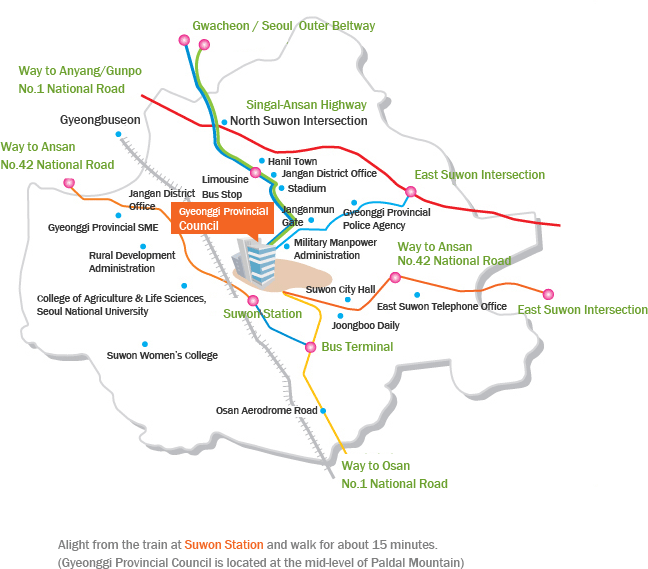 Gwacheon / Seoul Outer Beltway
Way to Anyang/Gunpo
No.1 National Road
Singal-Ansan Highway
North Suwon Intersection
Gyeongbuseon
Way to Ansan
No.42 National Road
Hanil Town
Jangan District Office
Limousine
Bus Stop
Stadium
East Suwon Intersection
Jangan District
Office
Gyeonggi Provincial
Council
Janganmun
Gate
Gyeonggi Provincial
Police Agency
Gyeonggi Provincial SME
Military Manpower
Administration
Way to Ansan
No.42 National Road
Rural Development
Administration
Suwon City Hall
College of Agriculture & Life Sciences,
Seoul National University
East Suwon Telephone Office
East Suwon Intersection
Suwon Station
Joongboo Daily
Bus Terminal
Suwon Women's College
Osan Aerodrome Road
Way to Osan
No.1 National Road
Alight from the train at Suwon Station and walk for about 15 minutes.
(Gyeonggi Provincial Council is located at the mid-level of Paldal Mountain)